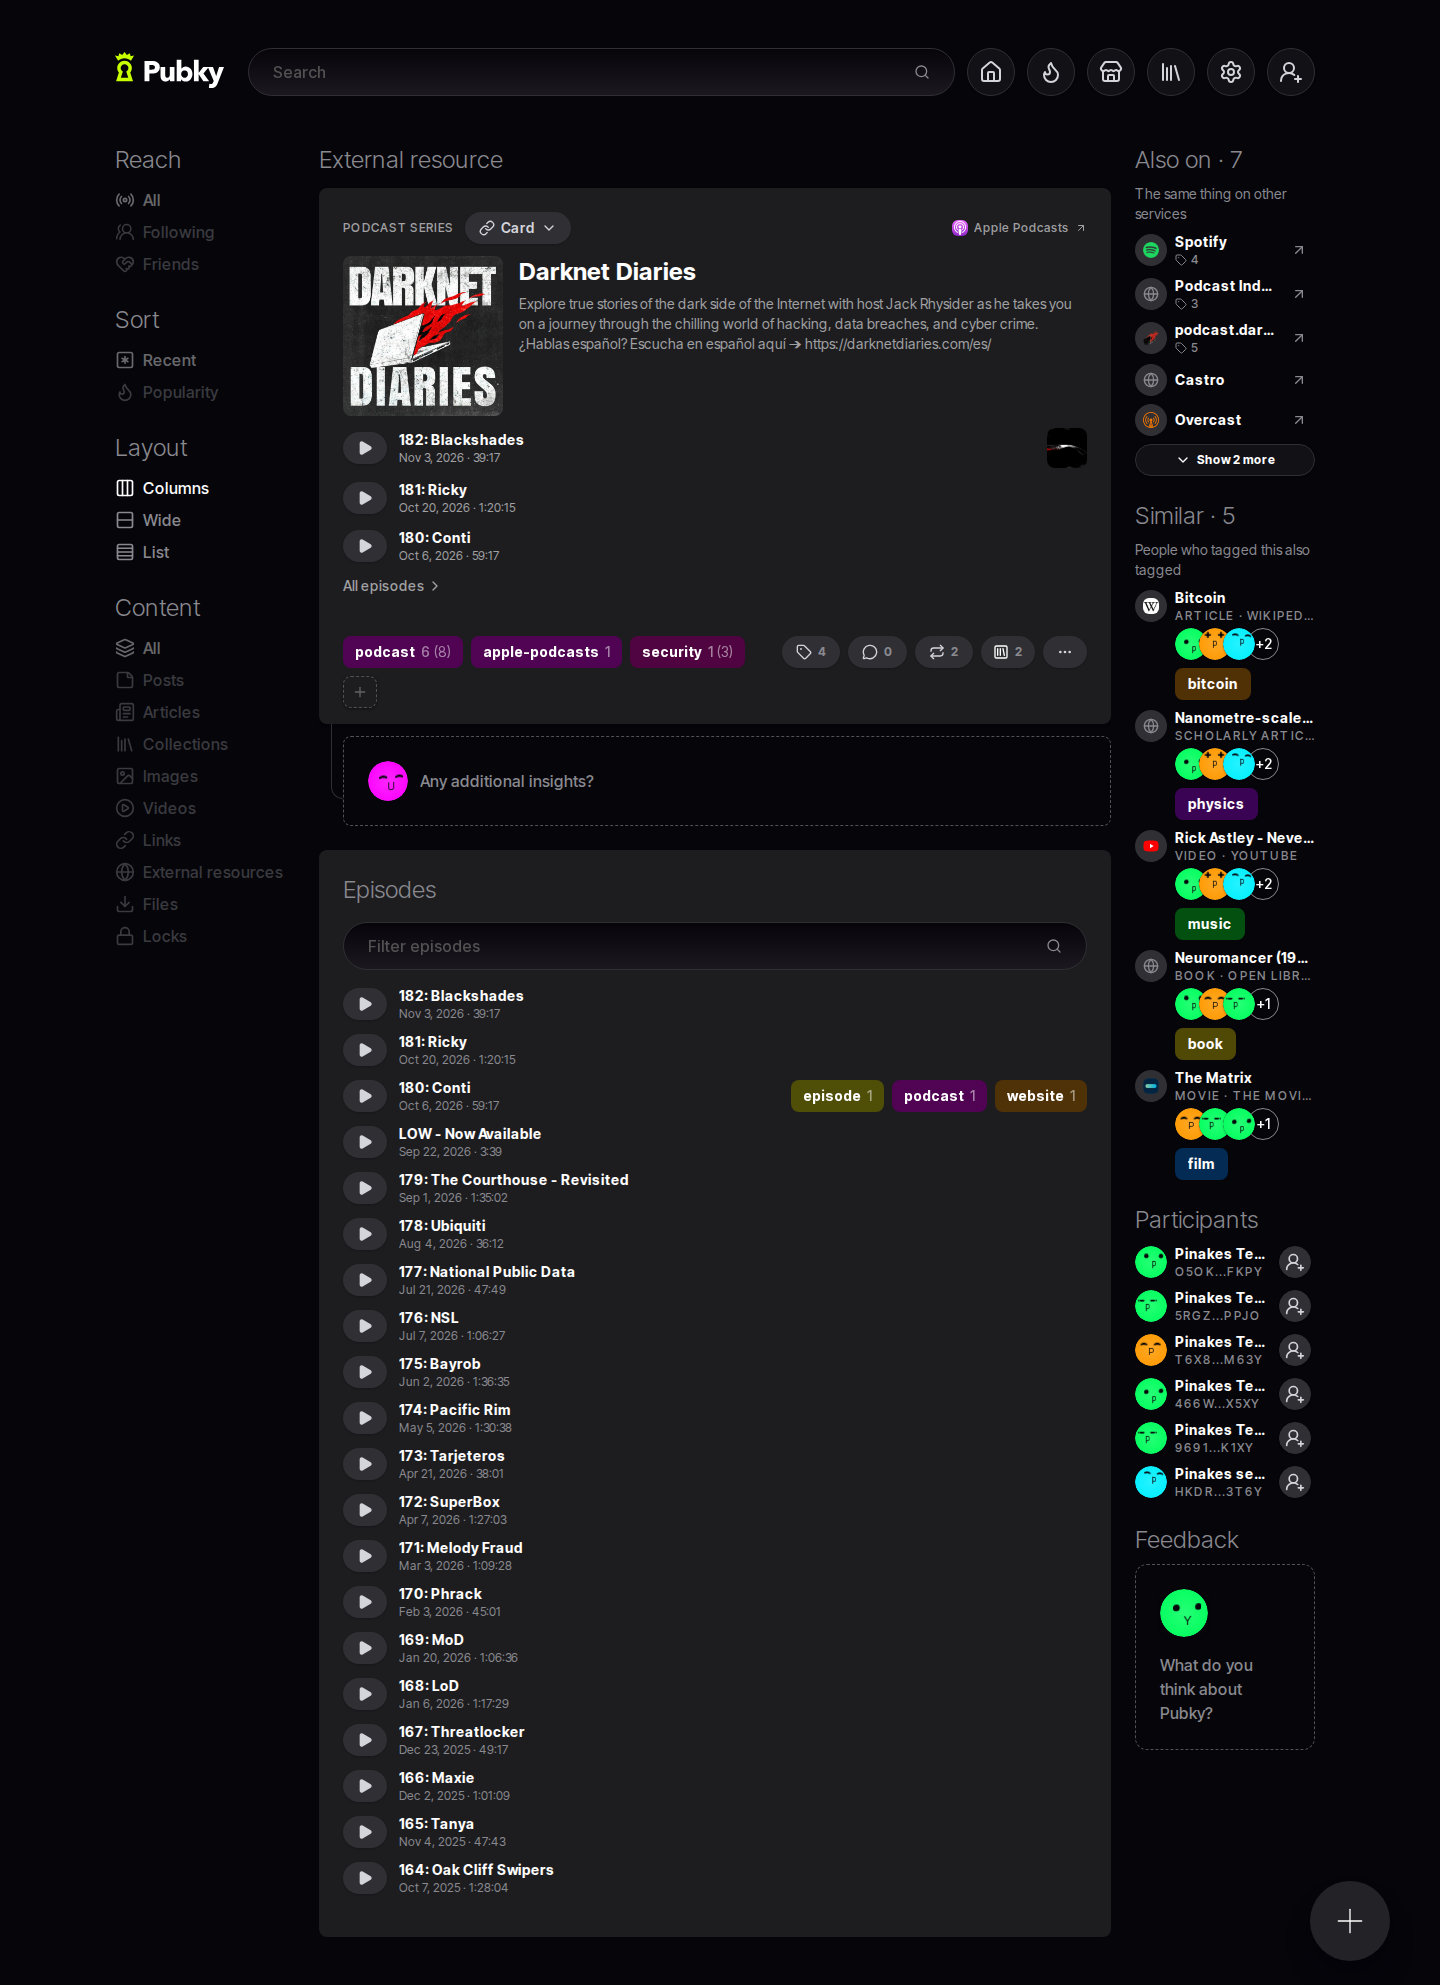 Pubky
Search
Reach
All
Following
Friends
Sort
Recent
Popularity
Layout
Columns
Wide
List
Content
All
Posts
Articles
Collections
Images
Videos
Links
External resources
Files
Locks
External resource
PODCAST SERIES
Card
Apple Podcasts
DARKNET
DIARIES
Darknet Diaries
Explore true stories of the dark side of the Internet with host Jack Rhysider as he takes you
on a journey through the chilling world of hacking, data breaches, and cyber crime.
¿Hablas español? Escucha en español aquí → https://darknetdiaries.com/es/
182: Blackshades
Nov 3, 2026 · 39:17
181: Ricky
Oct 20, 2026 · 1:20:15
180: Conti
Oct 6, 2026 · 59:17
All episodes
podcast 6 (8)
apple-podcasts 1
security 1 (3)
4
0
2
2
Any additional insights?
Episodes
Filter episodes
182: Blackshades
Nov 3, 2026 · 39:17
181: Ricky
Oct 20, 2026 · 1:20:15
180: Conti
Oct 6, 2026 · 59:17
episode 1
podcast 1
website 1
LOW - Now Available
Sep 22, 2026 · 3:39
179: The Courthouse - Revisited
Sep 1, 2026 · 1:35:02
178: Ubiquiti
Aug 4, 2026 · 36:12
177: National Public Data
Jul 21, 2026 · 47:49
176: NSL
Jul 7, 2026 · 1:06:27
175: Bayrob
Jun 2, 2026 · 1:36:35
174: Pacific Rim
May 5, 2026 · 1:30:38
173: Tarjeteros
Apr 21, 2026 · 38:01
172: SuperBox
Apr 7, 2026 · 1:27:03
171: Melody Fraud
Mar 3, 2026 · 1:09:28
170: Phrack
Feb 3, 2026 · 45:01
169: MoD
Jan 20, 2026 · 1:06:36
168: LoD
Jan 6, 2026 · 1:17:29
167: Threatlocker
Dec 23, 2025 · 49:17
166: Maxie
Dec 2, 2025 · 1:01:09
165: Tanya
Nov 4, 2025 · 47:43
164: Oak Cliff Swipers
Oct 7, 2025 · 1:28:04
Also on · 7
The same thing on other
services
Spotify
4
Podcast Ind...
3
podcast.dar...
5
Castro
Overcast
Show 2 more
Similar · 5
People who tagged this also
tagged
Bitcoin
ARTICLE · WIKIPED...
+2
bitcoin
Nanometre-scale...
SCHOLARLY ARTIC...
+2
physics
Rick Astley - Neve...
VIDEO · YOUTUBE
+2
music
Neuromancer (19...
BOOK · OPEN LIBR...
+1
book
The Matrix
MOVIE · THE MOVI...
+1
film
Participants
Pinakes Te...
O5OK...FKPY
Pinakes Te...
5RGZ...PPJO
Pinakes Te...
T6X8...M63Y
Pinakes Te...
466W...X5XY
Pinakes Te...
9691...K1XY
Pinakes se...
HKDR...3T6Y
Feedback
What do you
think about
Pubky?